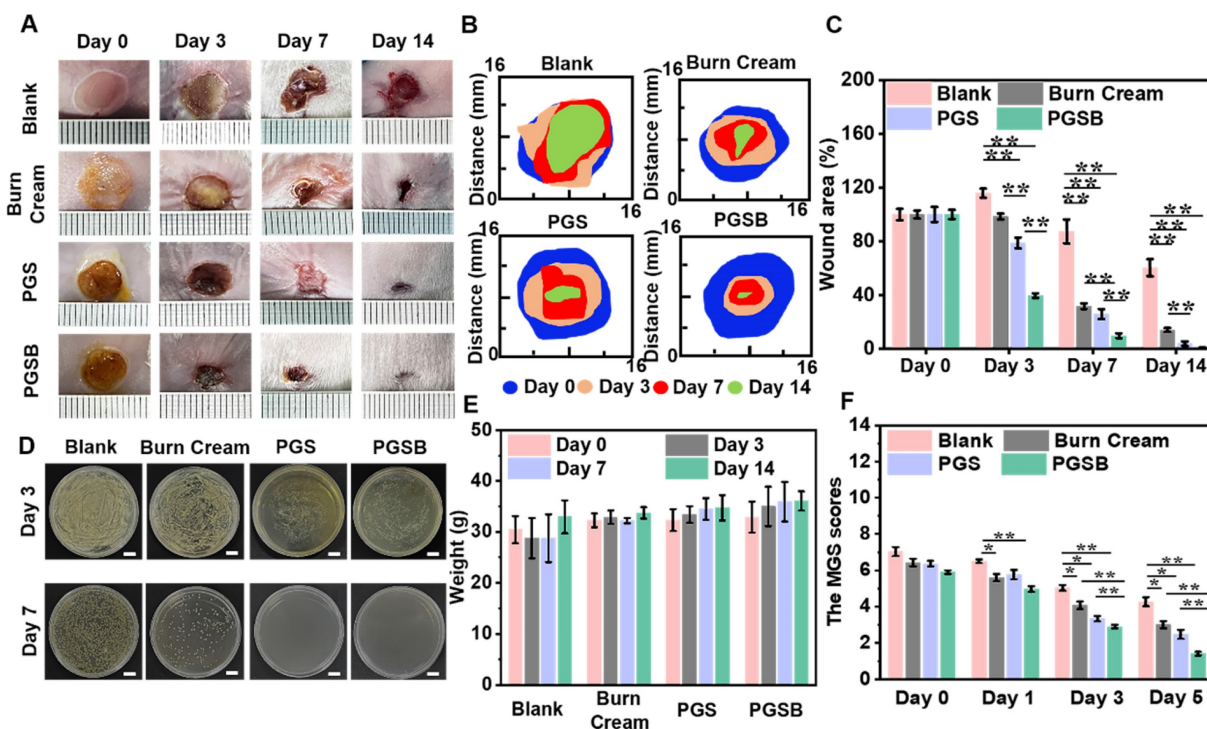 A
Day 0 Day 3 Day 7 Day 14
Blank
Burn
Cream
PGS
PGSB
B
16 Blank 16 Burn Cream
Distance (mm) Distance (mm)
16 16
PGS PGSB
Distance (mm) Distance (mm)
0 16 0 16
Day 0 Day 3 Day 7 Day 14
C
Wound area (%)
200
160
120
80
40
0
Blank Burn Cream
PGS PGSB
** ** ** ** **
** ** ** ** **
** ** ** **
Day 0 Day 3 Day 7 Day 14
D
Blank Burn Cream PGS PGSB
Day 3
Day 7
E
Weight (g)
50
40
30
20
10
0
Day 0 Day 3
Day 7 Day 14
Blank Burn
Cream PGS PGSB
F
The MGS scores
14
12
10
8
6
4
2
0
Blank Burn Cream
PGS PGSB
* **
** * * ** **
** * * ** **
Day 0 Day 1 Day 3 Day 5